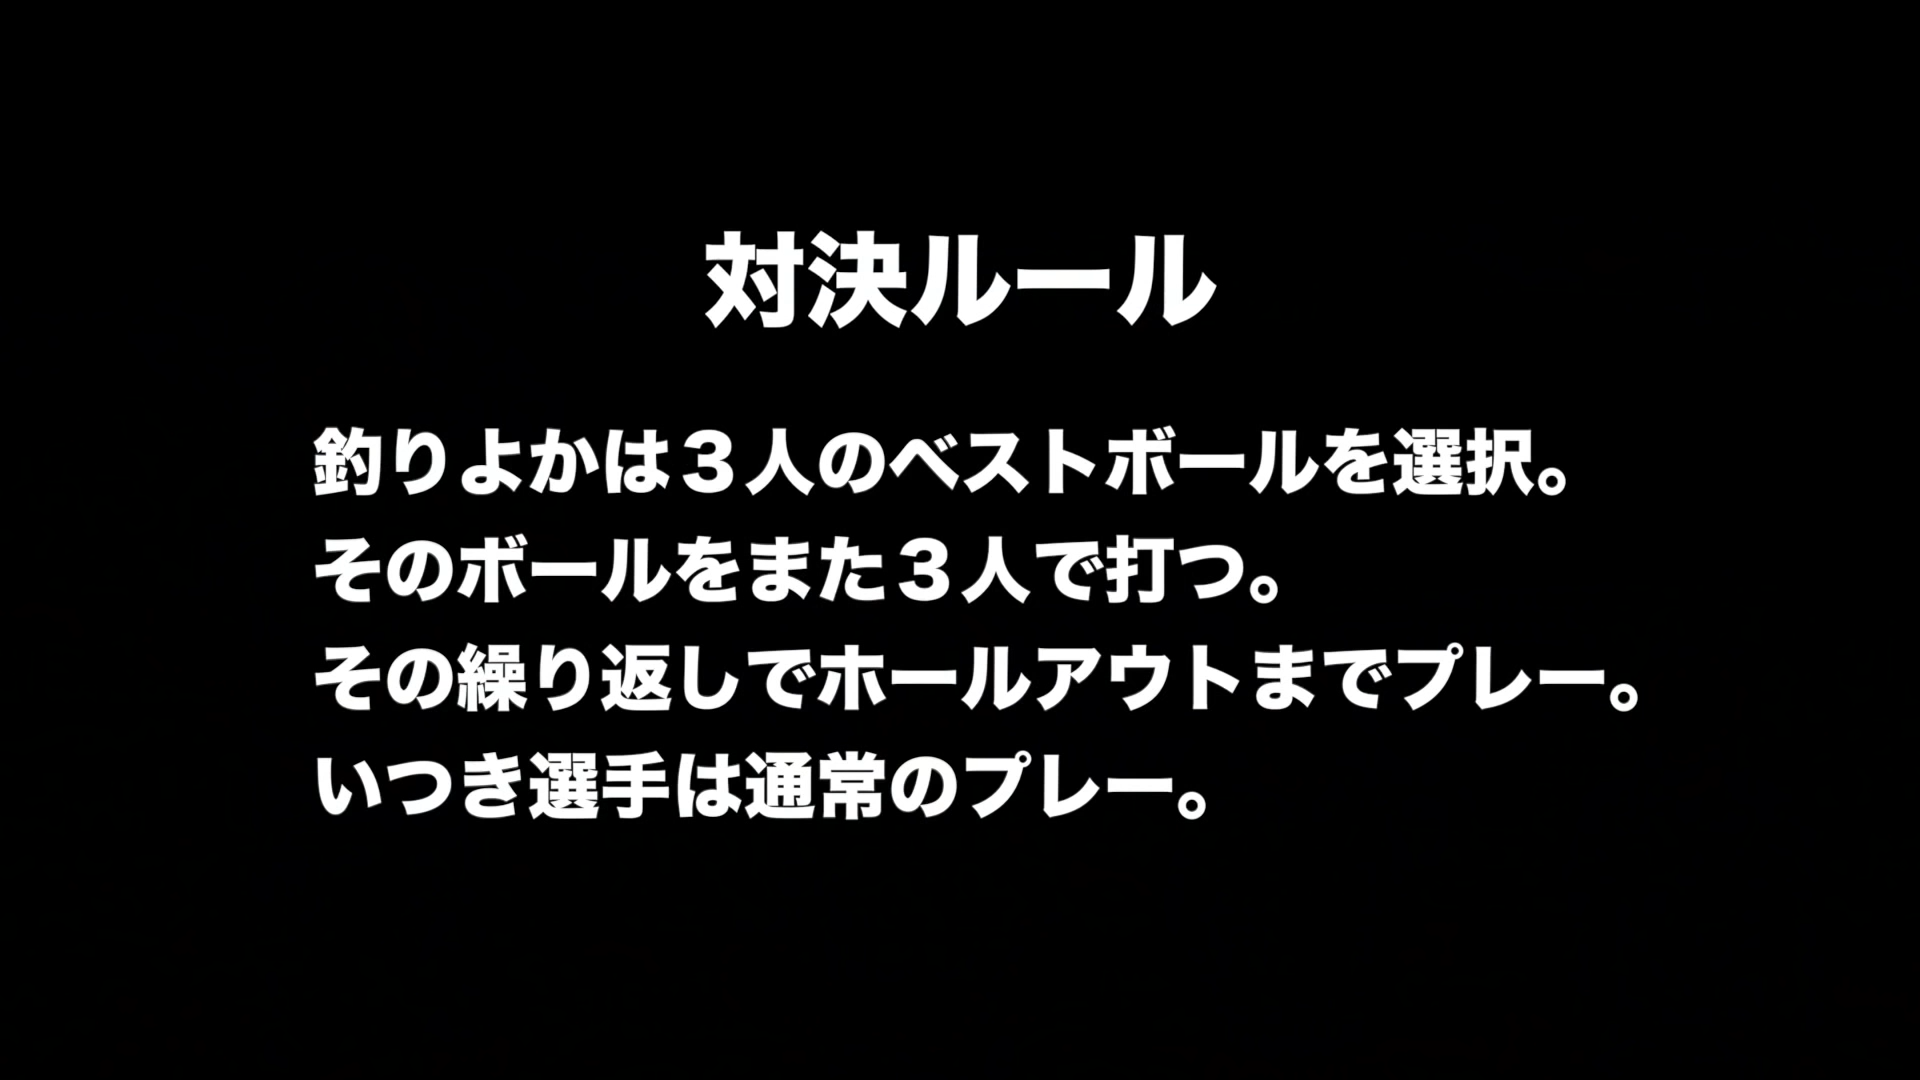 対決ルール
釣りよかは３人のベストボールを選択。
そのボールをまた３人で打つ。
その繰り返しでホールアウトまでプレー。
いつき選手は通常のプレー。